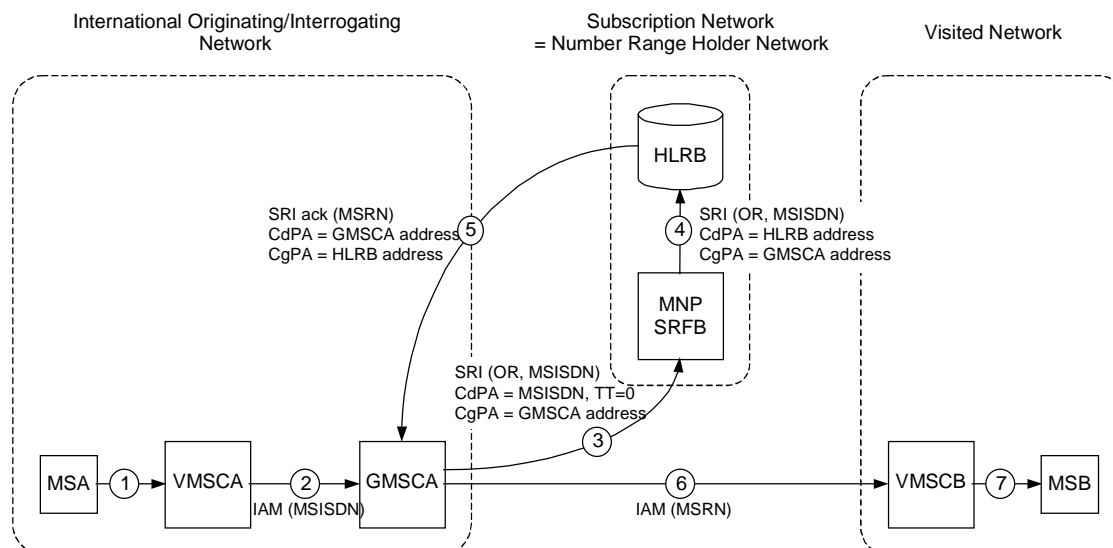 International Originating/Interrogating
Network
Subscription Network
= Number Range Holder Network
Visited Network
HLRB
SRI ack (MSRN)
CdPA = GMSCA address
CgPA = HLRB address
5
4
SRI (OR, MSISDN)
CdPA = HLRB address
CgPA = GMSCA address
MNP
SRFB
SRI (OR, MSISDN)
CdPA = MSISDN, TT=0
CgPA = GMSCA address
3
MSA
1
VMSCA
2
IAM (MSISDN)
GMSCA
6
IAM (MSRN)
VMSCB
7
MSB